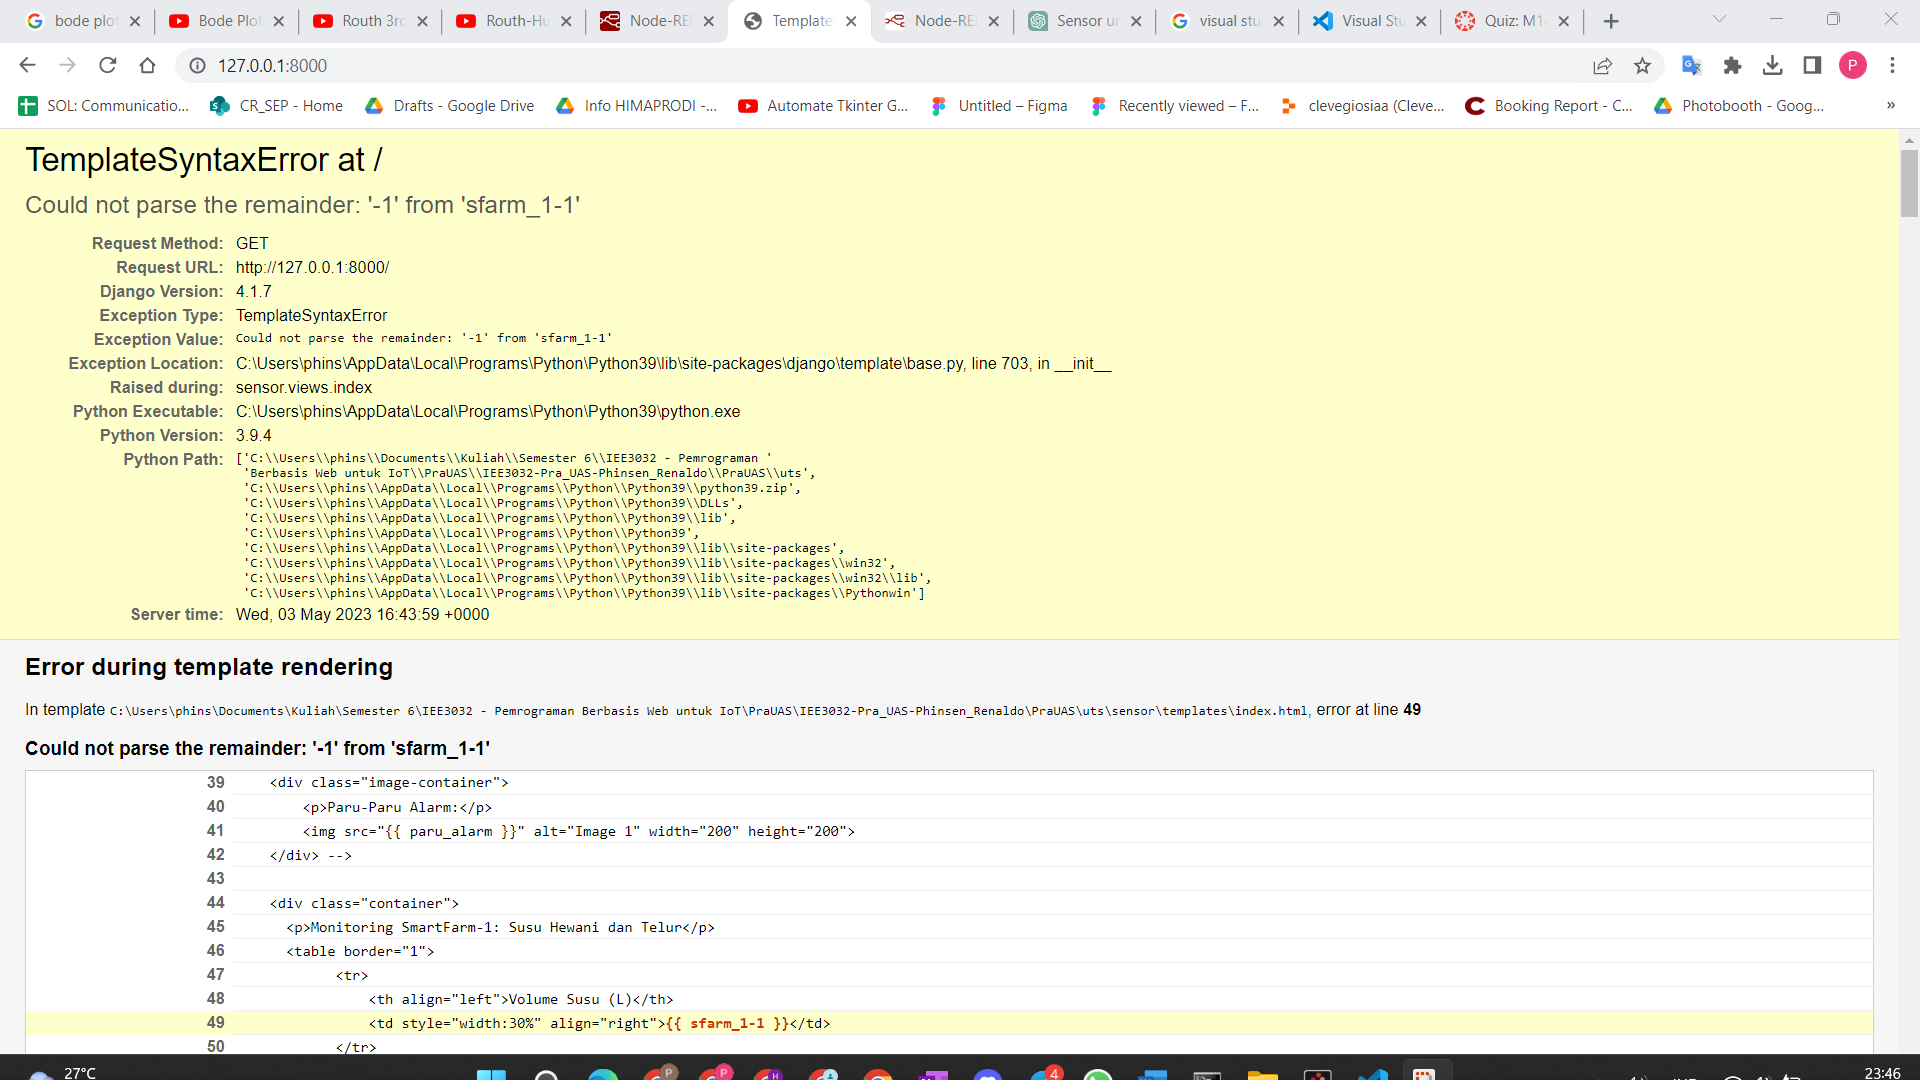 bode plot
Bode Plot
Routh 3rd
Routh-Hu
Node-RE
Template
Node-RE
Sensor un
visual stu
Visual Stu
Quiz: M1-
127.0.0.1:8000
P
SOL: Communicatio...
CR_SEP - Home
Drafts - Google Drive
Info HIMAPRODI -...
Automate Tkinter G...
Untitled – Figma
Recently viewed – F...
clevegiosiaa (Cleve...
Booking Report - C...
Photobooth - Goog...
»
TemplateSyntaxError at /
Could not parse the remainder: '-1' from 'sfarm_1-1'
Request Method: GET
Request URL: http://127.0.0.1:8000/
Django Version: 4.1.7
Exception Type: TemplateSyntaxError
Exception Value: Could not parse the remainder: '-1' from 'sfarm_1-1'
Exception Location: C:\Users\phins\AppData\Local\Programs\Python\Python39\lib\site-packages\django\template\base.py, line 703, in __init__
Raised during: sensor.views.index
Python Executable: C:\Users\phins\AppData\Local\Programs\Python\Python39\python.exe
Python Version: 3.9.4
Python Path: ['C:\\Users\\phins\\Documents\\Kuliah\\Semester 6\\IEE3032 - Pemrograman '
'Berbasis Web untuk IoT\\PraUAS\\IEE3032-Pra_UAS-Phinsen_Renaldo\\PraUAS\\uts',
'C:\\Users\\phins\\AppData\\Local\\Programs\\Python\\Python39\\python39.zip',
'C:\\Users\\phins\\AppData\\Local\\Programs\\Python\\Python39\\DLLs',
'C:\\Users\\phins\\AppData\\Local\\Programs\\Python\\Python39\\lib',
'C:\\Users\\phins\\AppData\\Local\\Programs\\Python\\Python39',
'C:\\Users\\phins\\AppData\\Local\\Programs\\Python\\Python39\\lib\\site-packages',
'C:\\Users\\phins\\AppData\\Local\\Programs\\Python\\Python39\\lib\\site-packages\\win32',
'C:\\Users\\phins\\AppData\\Local\\Programs\\Python\\Python39\\lib\\site-packages\\win32\\lib',
'C:\\Users\\phins\\AppData\\Local\\Programs\\Python\\Python39\\lib\\site-packages\\Pythonwin']
Server time: Wed, 03 May 2023 16:43:59 +0000
Error during template rendering
In template C:\Users\phins\Documents\Kuliah\Semester 6\IEE3032 - Pemrograman Berbasis Web untuk IoT\PraUAS\IEE3032-Pra_UAS-Phinsen_Renaldo\PraUAS\uts\sensor\templates\index.html, error at line 49
Could not parse the remainder: '-1' from 'sfarm_1-1'
39 <div class="image-container">
40 <p>Paru-Paru Alarm:</p>
41 <img src="{{ paru_alarm }}" alt="Image 1" width="200" height="200">
42 </div> -->
43
44 <div class="container">
45 <p>Monitoring SmartFarm-1: Susu Hewani dan Telur</p>
46 <table border="1">
47 <tr>
48 <th align="left">Volume Susu (L)</th>
49 <td style="width:30%" align="right">{{ sfarm_1-1 }}</td>
50 </tr>
27°C
P
P
H
4
23:46